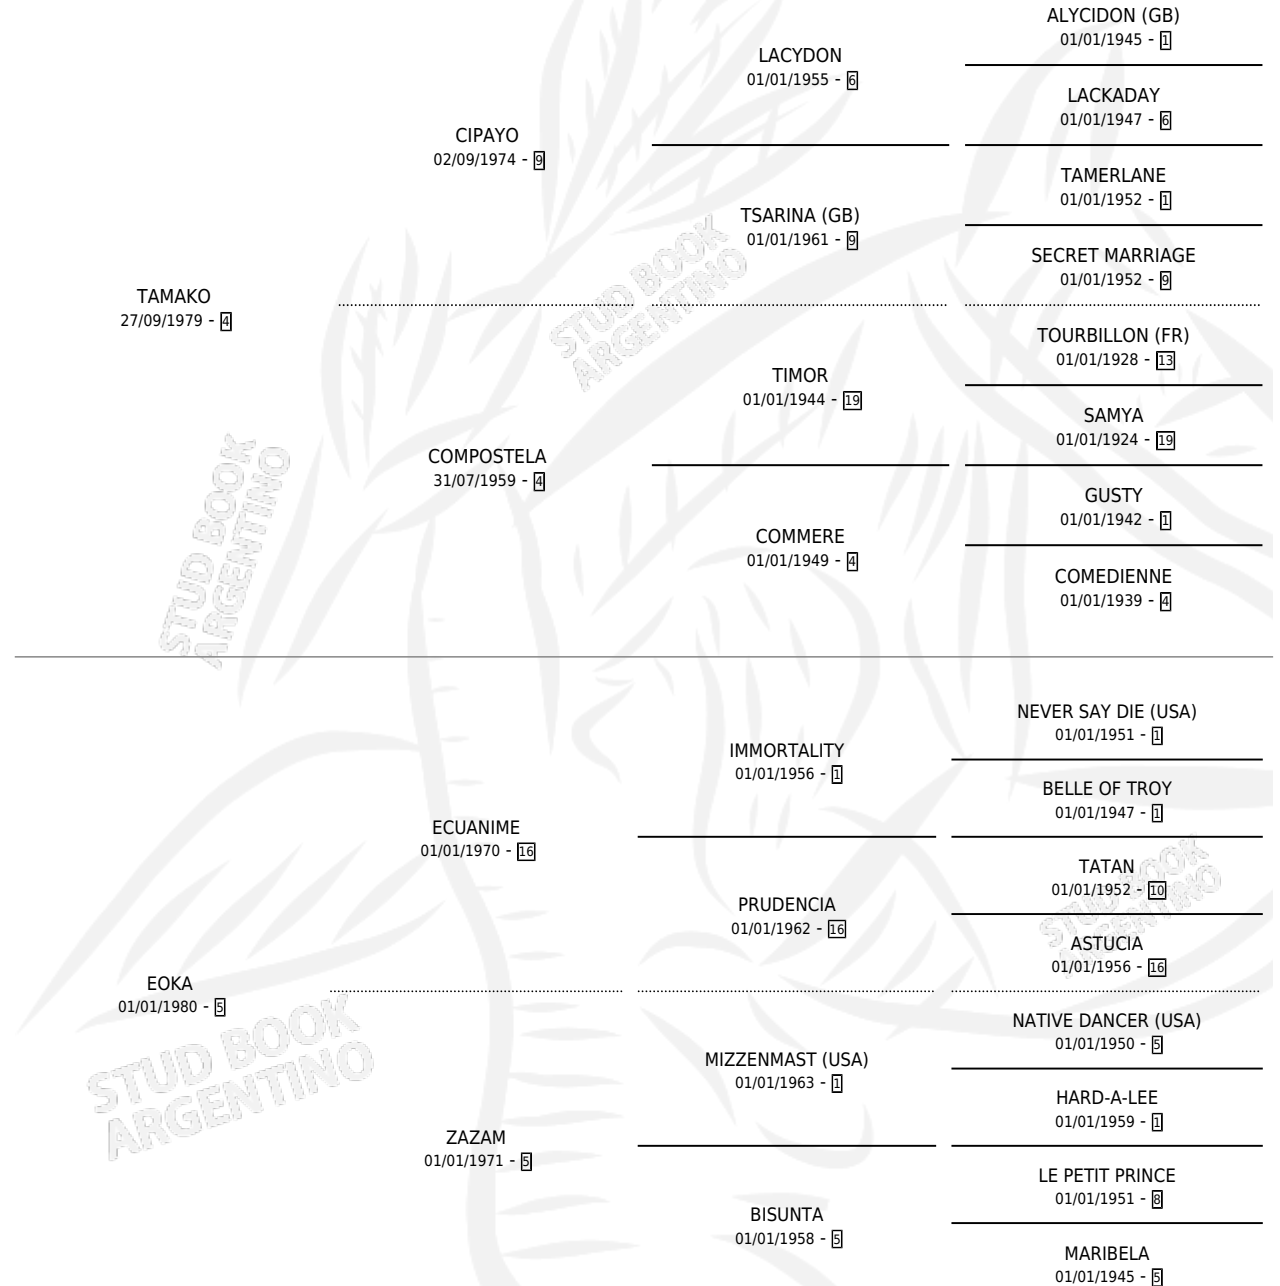 ALYCIDON (GB)
01/01/1945 - 1
LACYDON
01/01/1955 - 6
LACKADAY
01/01/1947 - 6
CIPAYO
02/09/1974 - 9
TAMERLANE
01/01/1952 - 1
TSARINA (GB)
01/01/1961 - 9
SECRET MARRIAGE
01/01/1952 - 9
TAMAKO
27/09/1979 - 4
STUD BOOK
ARGENTINO
TOURBILLON (FR)
01/01/1928 - 13
TIMOR
01/01/1944 - 19
SAMYA
01/01/1924 - 19
COMPOSTELA
31/07/1959 - 4
GUSTY
01/01/1942 - 1
COMMERE
01/01/1949 - 4
COMEDIENNE
01/01/1939 - 4
STUD BOOK
ARGENTINO
NEVER SAY DIE (USA)
01/01/1951 - 1
IMMORTALITY
01/01/1956 - 1
BELLE OF TROY
01/01/1947 - 1
ECUANIME
01/01/1970 - 16
TATAN
01/01/1952 - 10
PRUDENCIA
01/01/1962 - 16
ASTUCIA
01/01/1956 - 16
STUD BOOK
ARGENTINO
EOKA
01/01/1980 - 5
NATIVE DANCER (USA)
01/01/1950 - 5
MIZZENMAST (USA)
01/01/1963 - 1
HARD-A-LEE
01/01/1959 - 1
STUD BOOK
ARGENTINO
ZAZAM
01/01/1971 - 5
LE PETIT PRINCE
01/01/1951 - 8
BISUNTA
01/01/1958 - 5
MARIBELA
01/01/1945 - 5